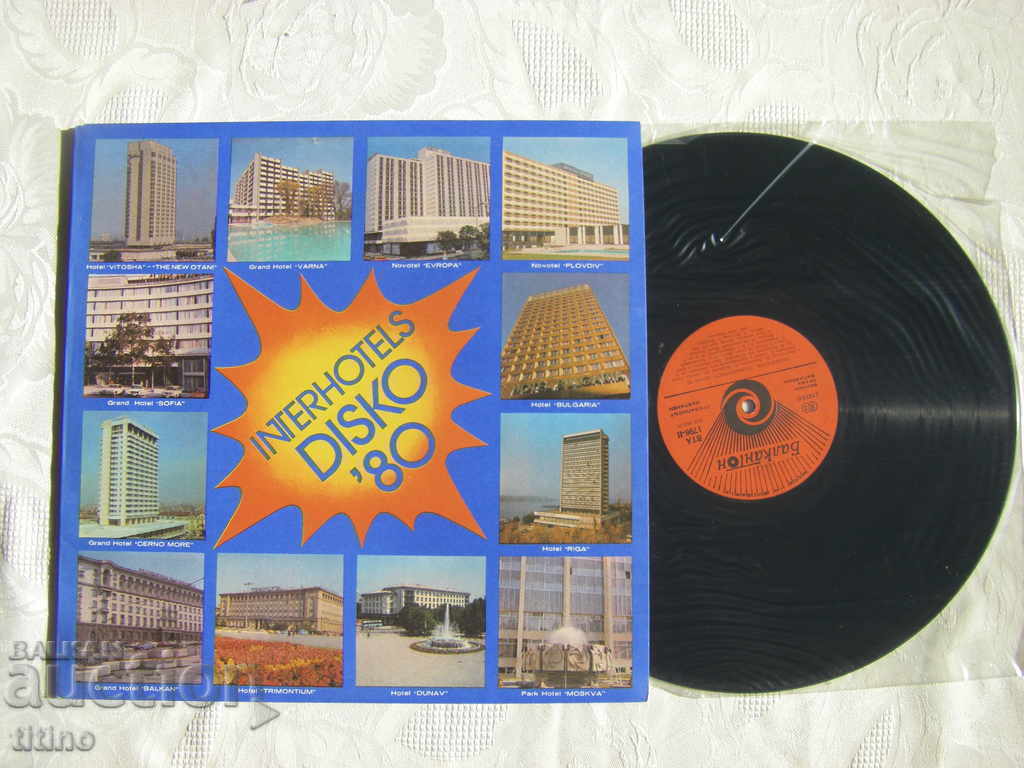 Hotel "VITOSHA" - "THE NEW OTANI"
Grand Hotel "VARNA"
Novotel "EVROPA"
Novotel "PLOVDIV"
Grand Hotel "SOFIA"
INTERHOTELS
DISKO
'80
Hotel "BULGARIA"
Grand Hotel "CERNO MORE"
Hotel "RIGA"
Grand Hotel "BALKAN"
Hotel "TRIMONTIUM"
Hotel "DUNAV"
Park Hotel "MOSKVA"
Балкантон
ВТА
1796-II
BALKAN
auction
titino